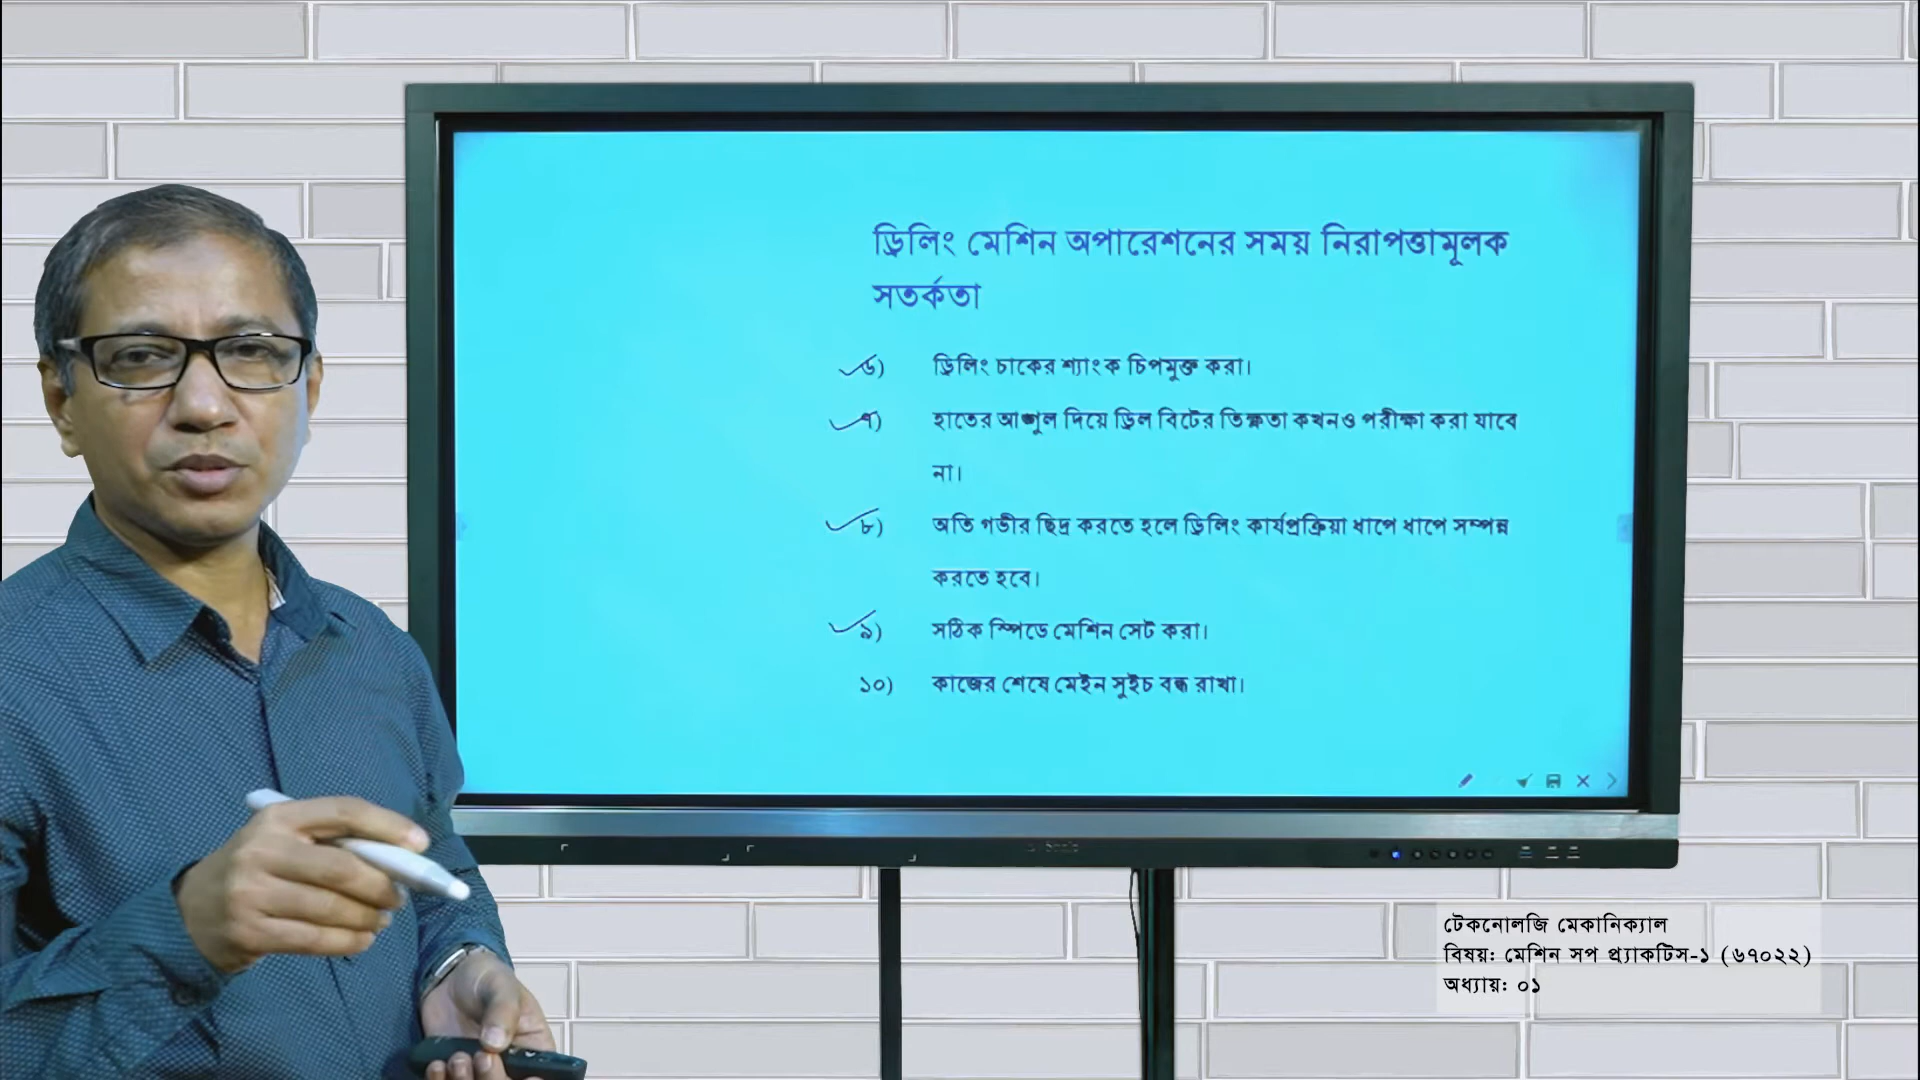 ড্রিলিং মেশিন অপারেশনের সময় নিরাপত্তামূলক
সতর্কতা
৬) ড্রিলিং চাকের শ্যাংক চিপমুক্ত করা।
৭) হাতের আঙ্গুল দিয়ে ড্রিল বিটের তিক্ষ্ণতা কখনও পরীক্ষা করা যাবে
না।
৮) অতি গভীর ছিদ্র করতে হলে ড্রিলিং কার্যপ্রক্রিয়া ধাপে ধাপে সম্পন্ন
করতে হবে।
৯) সঠিক স্পিডে মেশিন সেট করা।
১০) কাজের শেষে মেইন সুইচ বন্ধ রাখা।
টেকনোলজি মেকানিক্যাল
বিষয়: মেশিন সপ প্র্যাকটিস-১ (৬৭০২২)
অধ্যায়: ০১